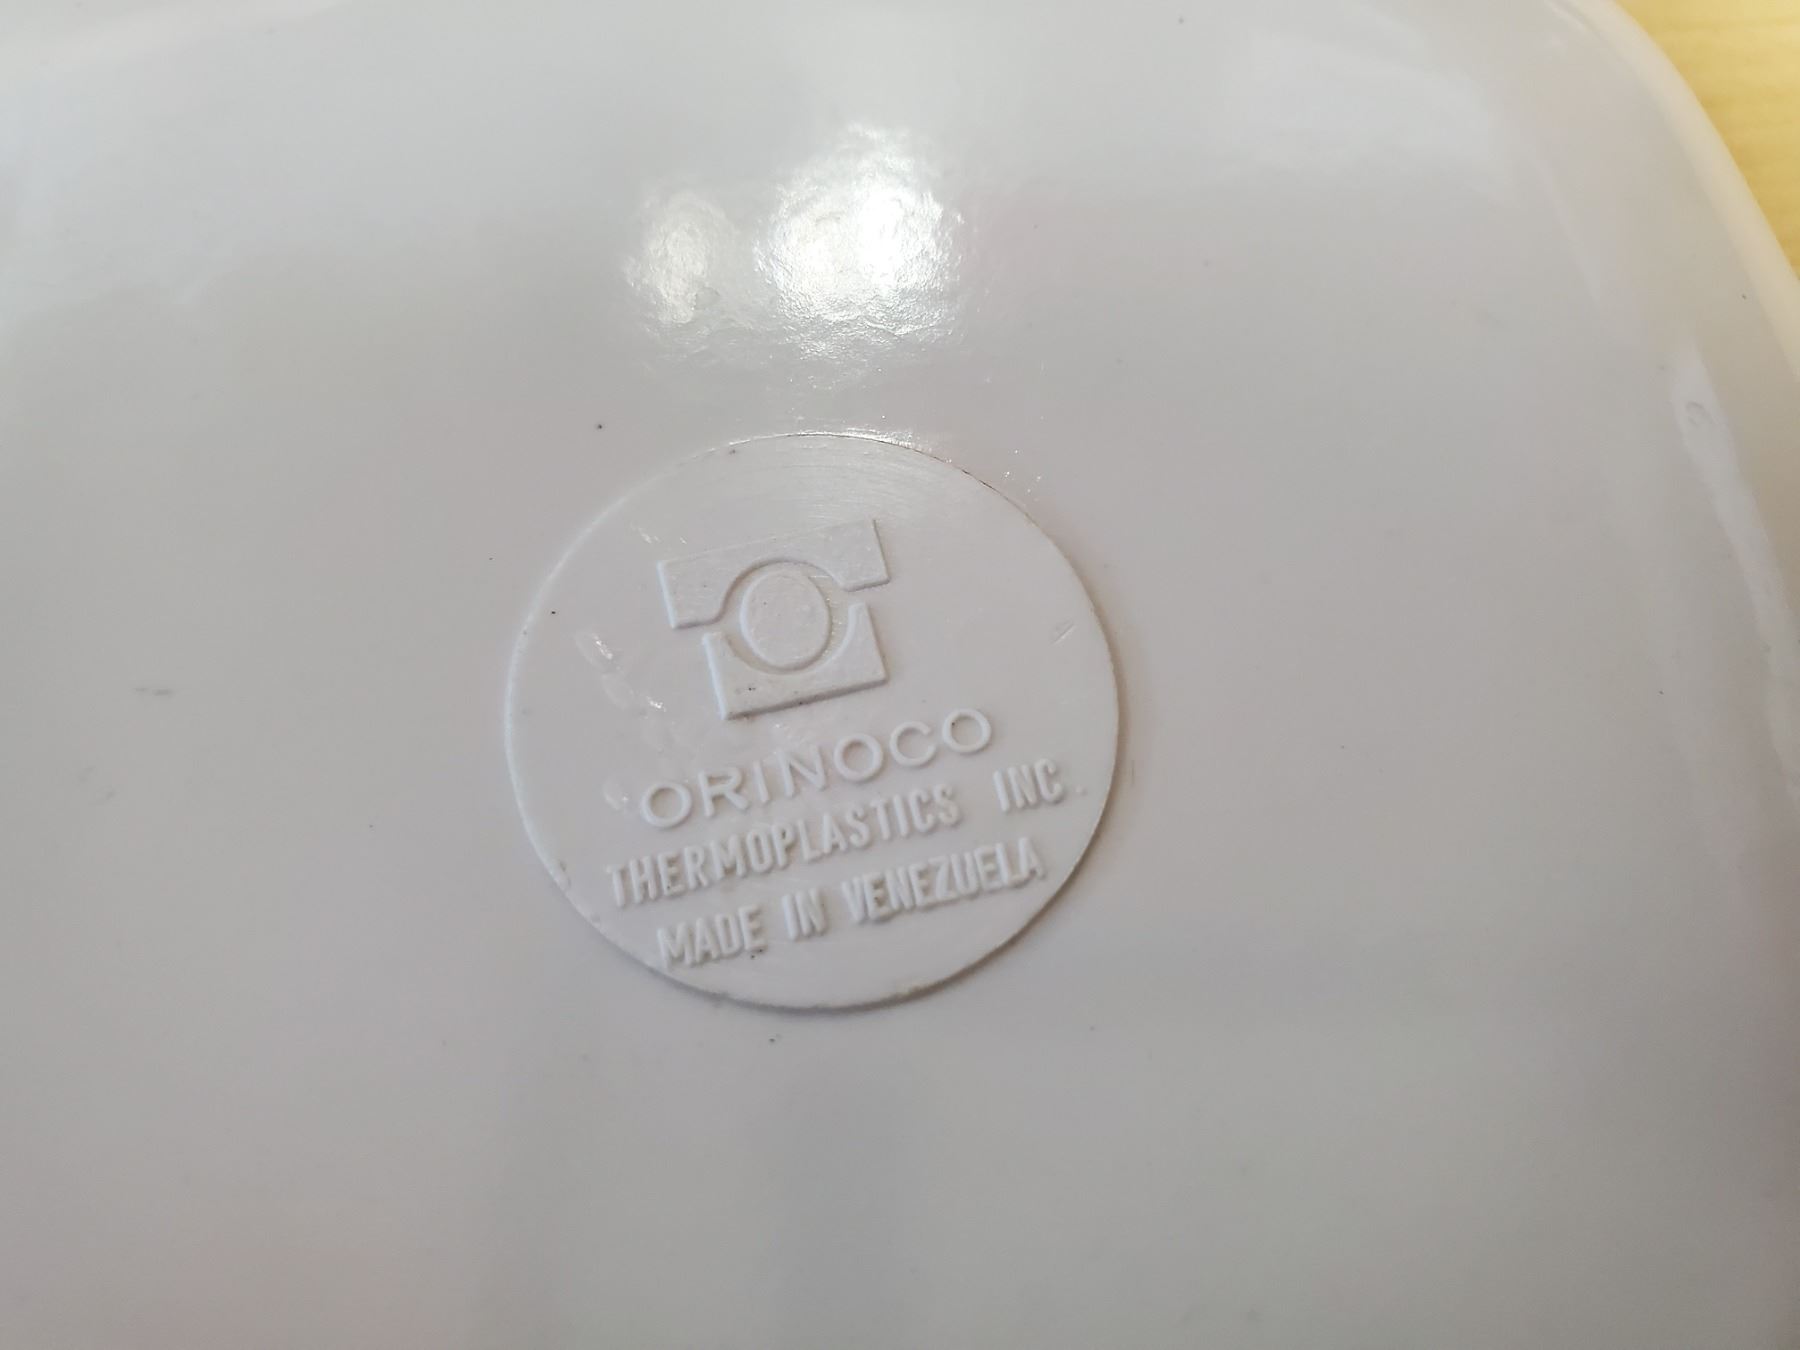 ORINOCO
THERMOPLASTICS INC.
MADE IN VENEZUELA